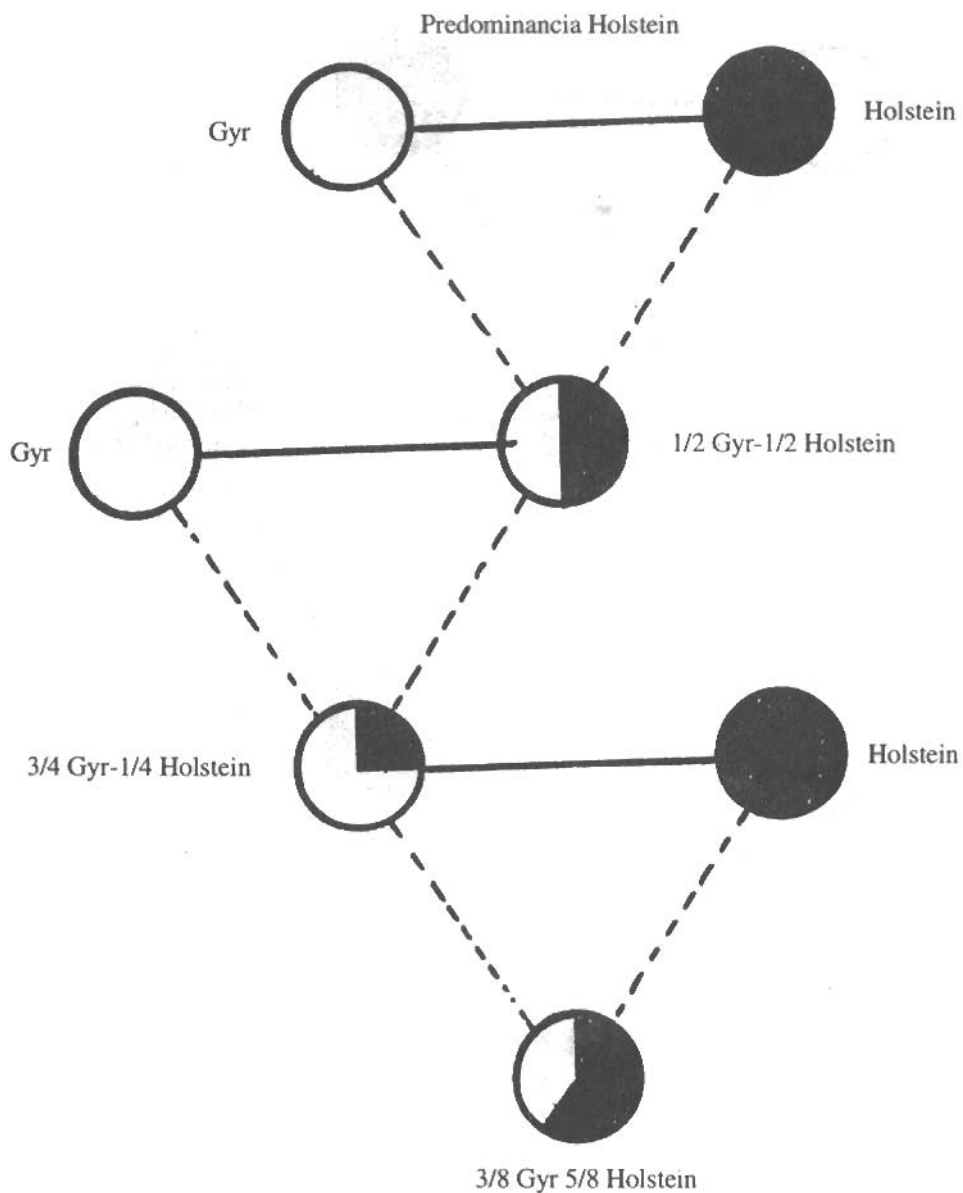 Predominancia Holstein
Gyr
Holstein
Gyr
1/2 Gyr-1/2 Holstein
3/4 Gyr-1/4 Holstein
Holstein
3/8 Gyr 5/8 Holstein